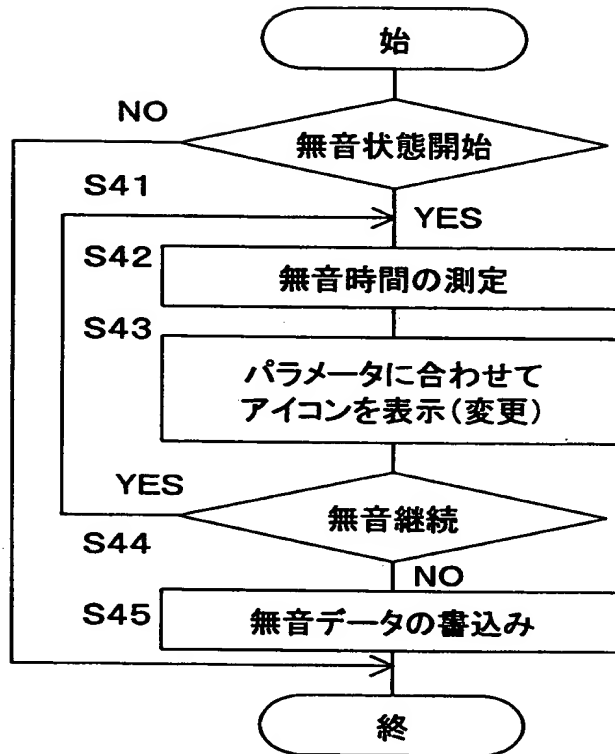 始
NO
無音状態開始
S41
YES
S42
無音時間の測定
S43
パラメータに合わせて
アイコンを表示(変更)
YES
無音継続
S44
NO
S45
無音データの書込み
終